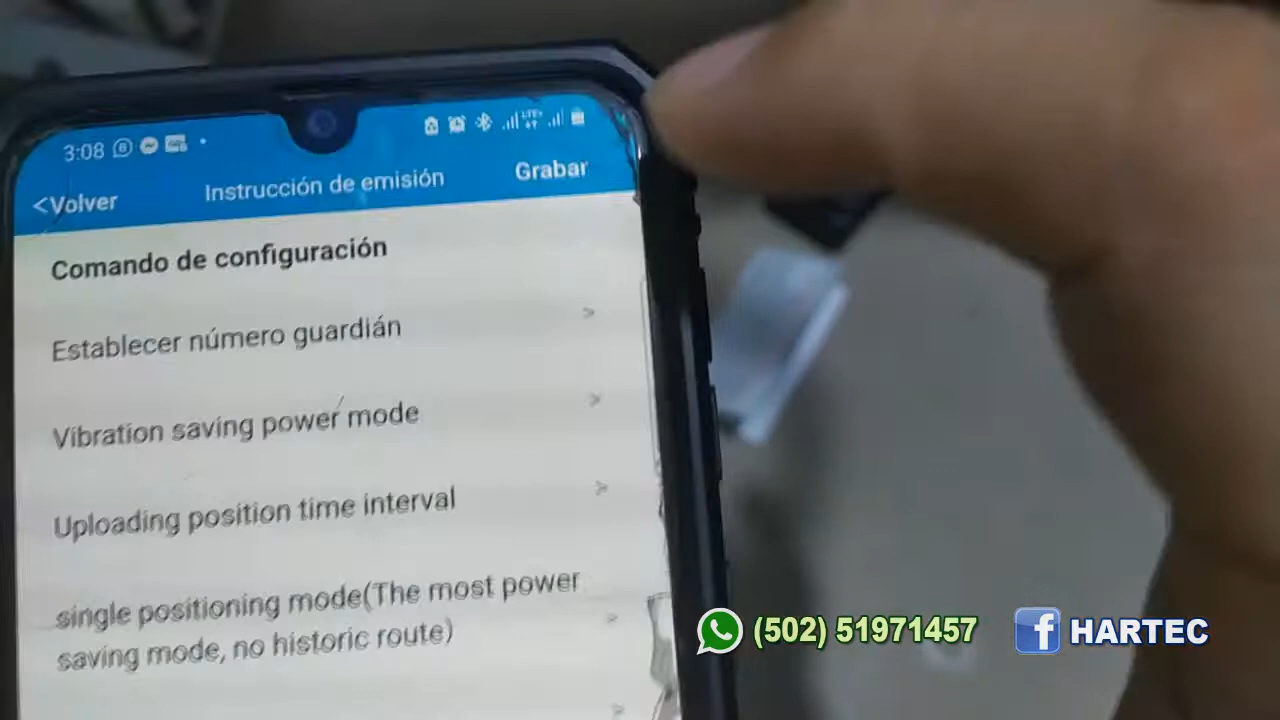 3:08
<Volver
Instrucción de emisión
Grabar
Comando de configuración
Establecer número guardián
>
Vibration saving power mode
>
Uploading position time interval
>
single positioning mode(The most power
saving mode, no historic route)
>
>
(502) 51971457
HARTEC